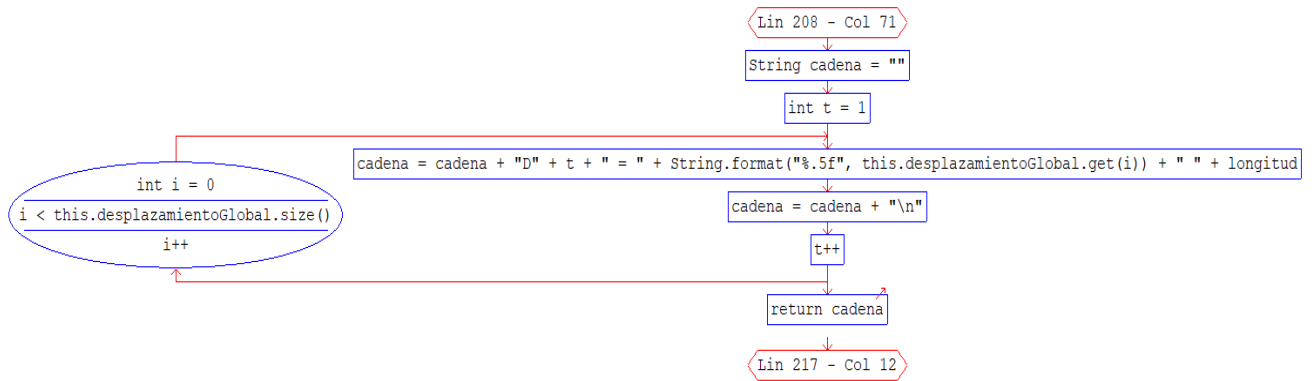 Lin 208 - Col 71
String cadena = ""
int t = 1
cadena = cadena + "D" + t + " = " + String.format("%.5f", this.desplazamientoGlobal.get(i)) + " " + longitud
int i = 0
i < this.desplazamientoGlobal.size()
i++
cadena = cadena + "\n"
t++
return cadena
Lin 217 - Col 12